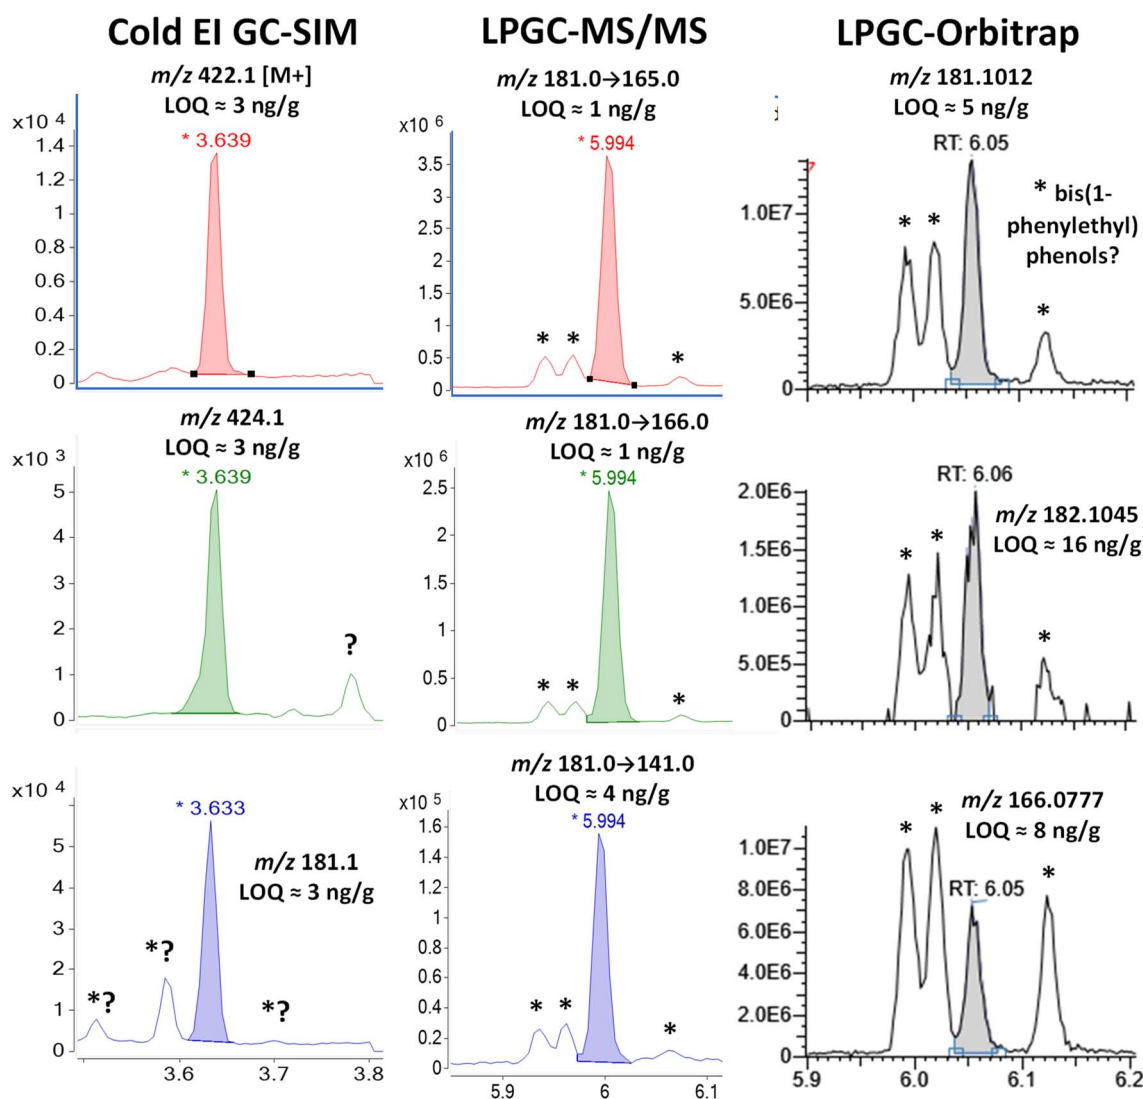 Cold EI GC-SIM
LPGC-MS/MS
LPGC-Orbitrap
m/z 422.1 [M+]
LOQ ≈ 3 ng/g
x10 4
* 3.639
1.4
1.2
1
0.8
0.6
0.4
0.2
0
m/z 181.0→165.0
LOQ ≈ 1 ng/g
x10 6
* 5.994
3.5
3
2.5
2
1.5
1
0.5
0
* * *
m/z 181.1012
LOQ ≈ 5 ng/g
RT: 6.05
1.0E7
5.0E6
0
* * *
* bis(1-
phenylethyl)
phenols?
m/z 424.1
LOQ ≈ 3 ng/g
x10 3
* 3.639
5
4
3
2
1
0
?
m/z 181.0→166.0
LOQ ≈ 1 ng/g
x10 6
* 5.994
2.5
2
1.5
1
0.5
0
* * *
RT: 6.06
m/z 182.1045
LOQ ≈ 16 ng/g
2.0E6
1.5E6
1.0E6
5.0E5
0
* * *
x10 4
* 3.633
m/z 181.1
LOQ ≈ 3 ng/g
5
4
3
2
1
0
*? *? *?
3.6 3.7 3.8
m/z 181.0→141.0
LOQ ≈ 4 ng/g
x10 5
* 5.994
1.6
1.4
1.2
1
0.8
0.6
0.4
0.2
0
* * *
5.9 6 6.1
m/z 166.0777
LOQ ≈ 8 ng/g
RT: 6.05
1.0E7
8.0E6
6.0E6
4.0E6
2.0E6
0
* * *
5.9 6.0 6.1 6.2